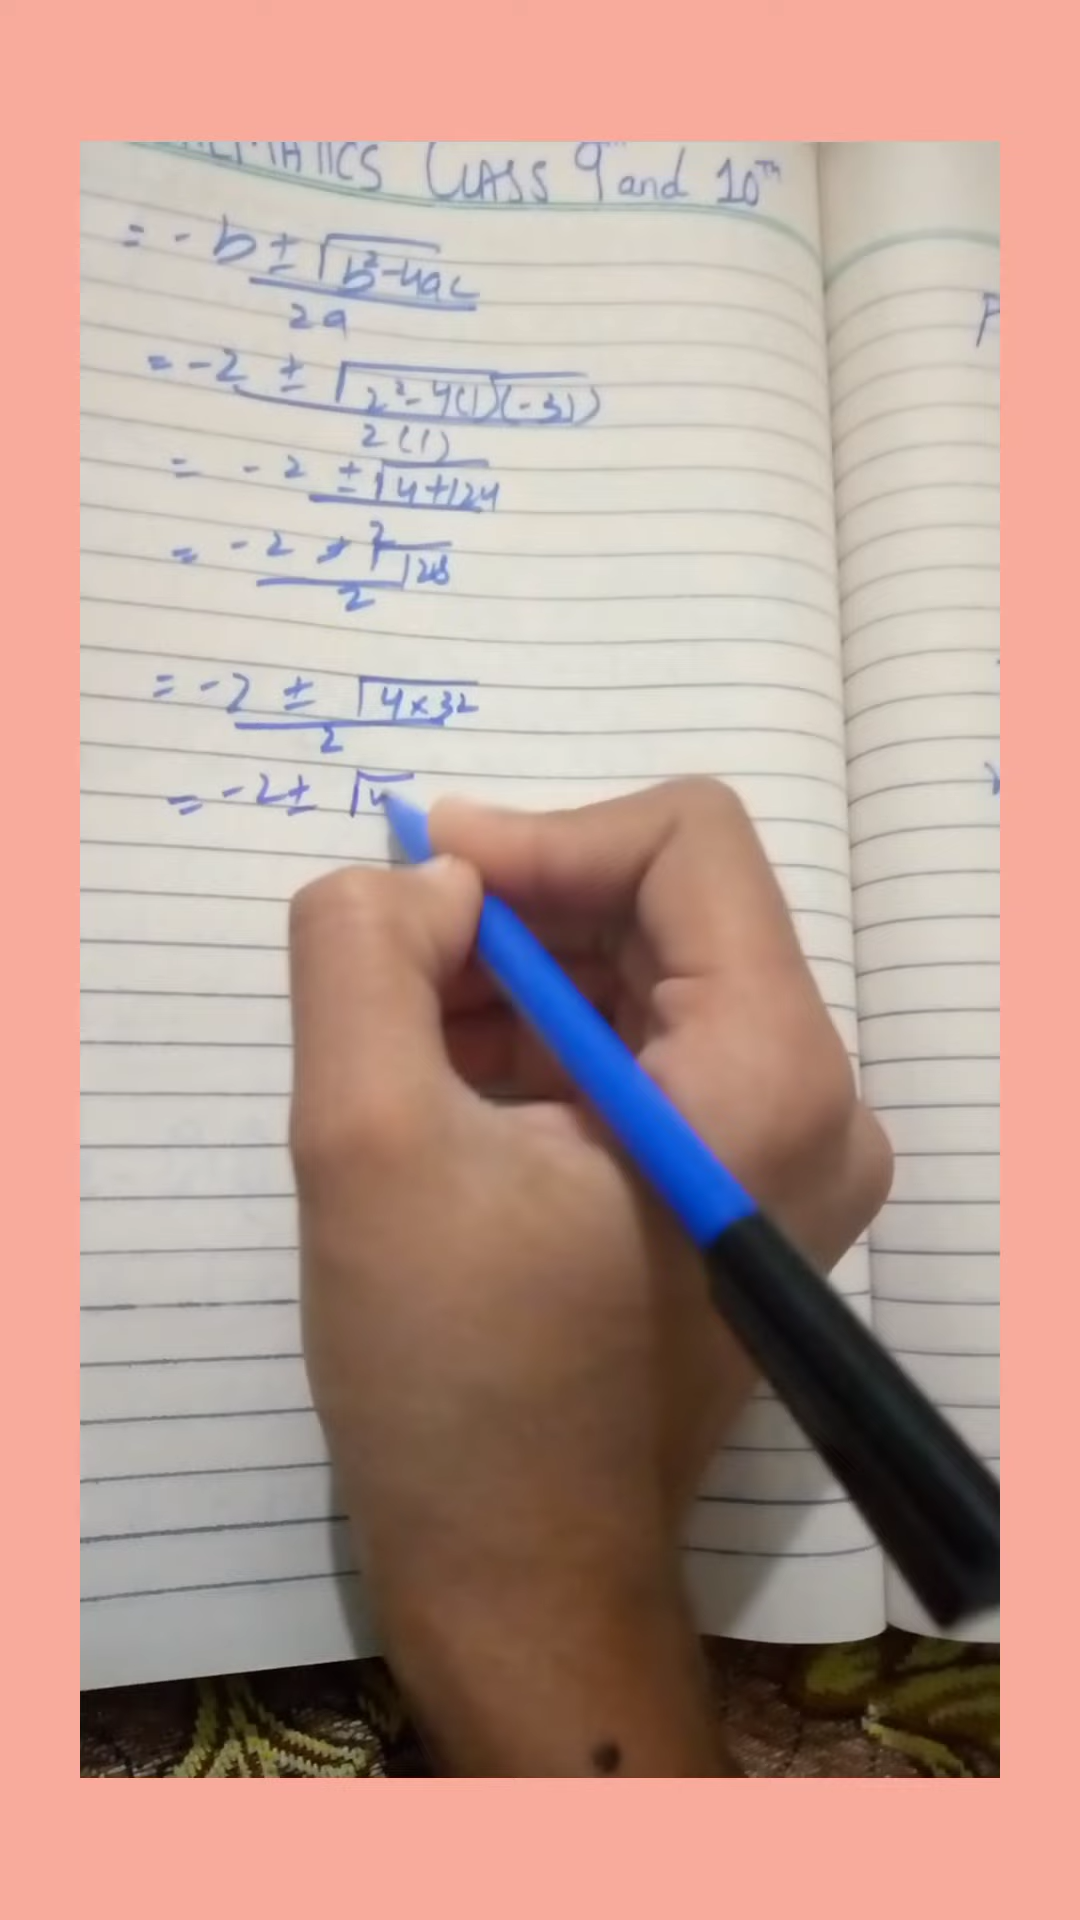 CLASS 9th and 10th
= - b ± √b²-4ac
2a
= -2 ± √2²-4(1)(-31)
2(1)
= -2 ± √4+124
2
= -2 ± √128
2
= -2 ± √4×32
2
= -2 ± √4